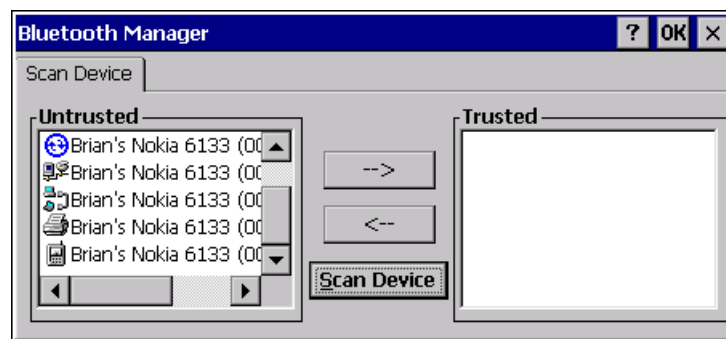 Bluetooth Manager ? OK ×
Scan Device
Untrusted
Brian's Nokia 6133 (00
Brian's Nokia 6133 (00
Brian's Nokia 6133 (00
Brian's Nokia 6133 (00
Brian's Nokia 6133 (00
-->
<--
Scan Device
Trusted